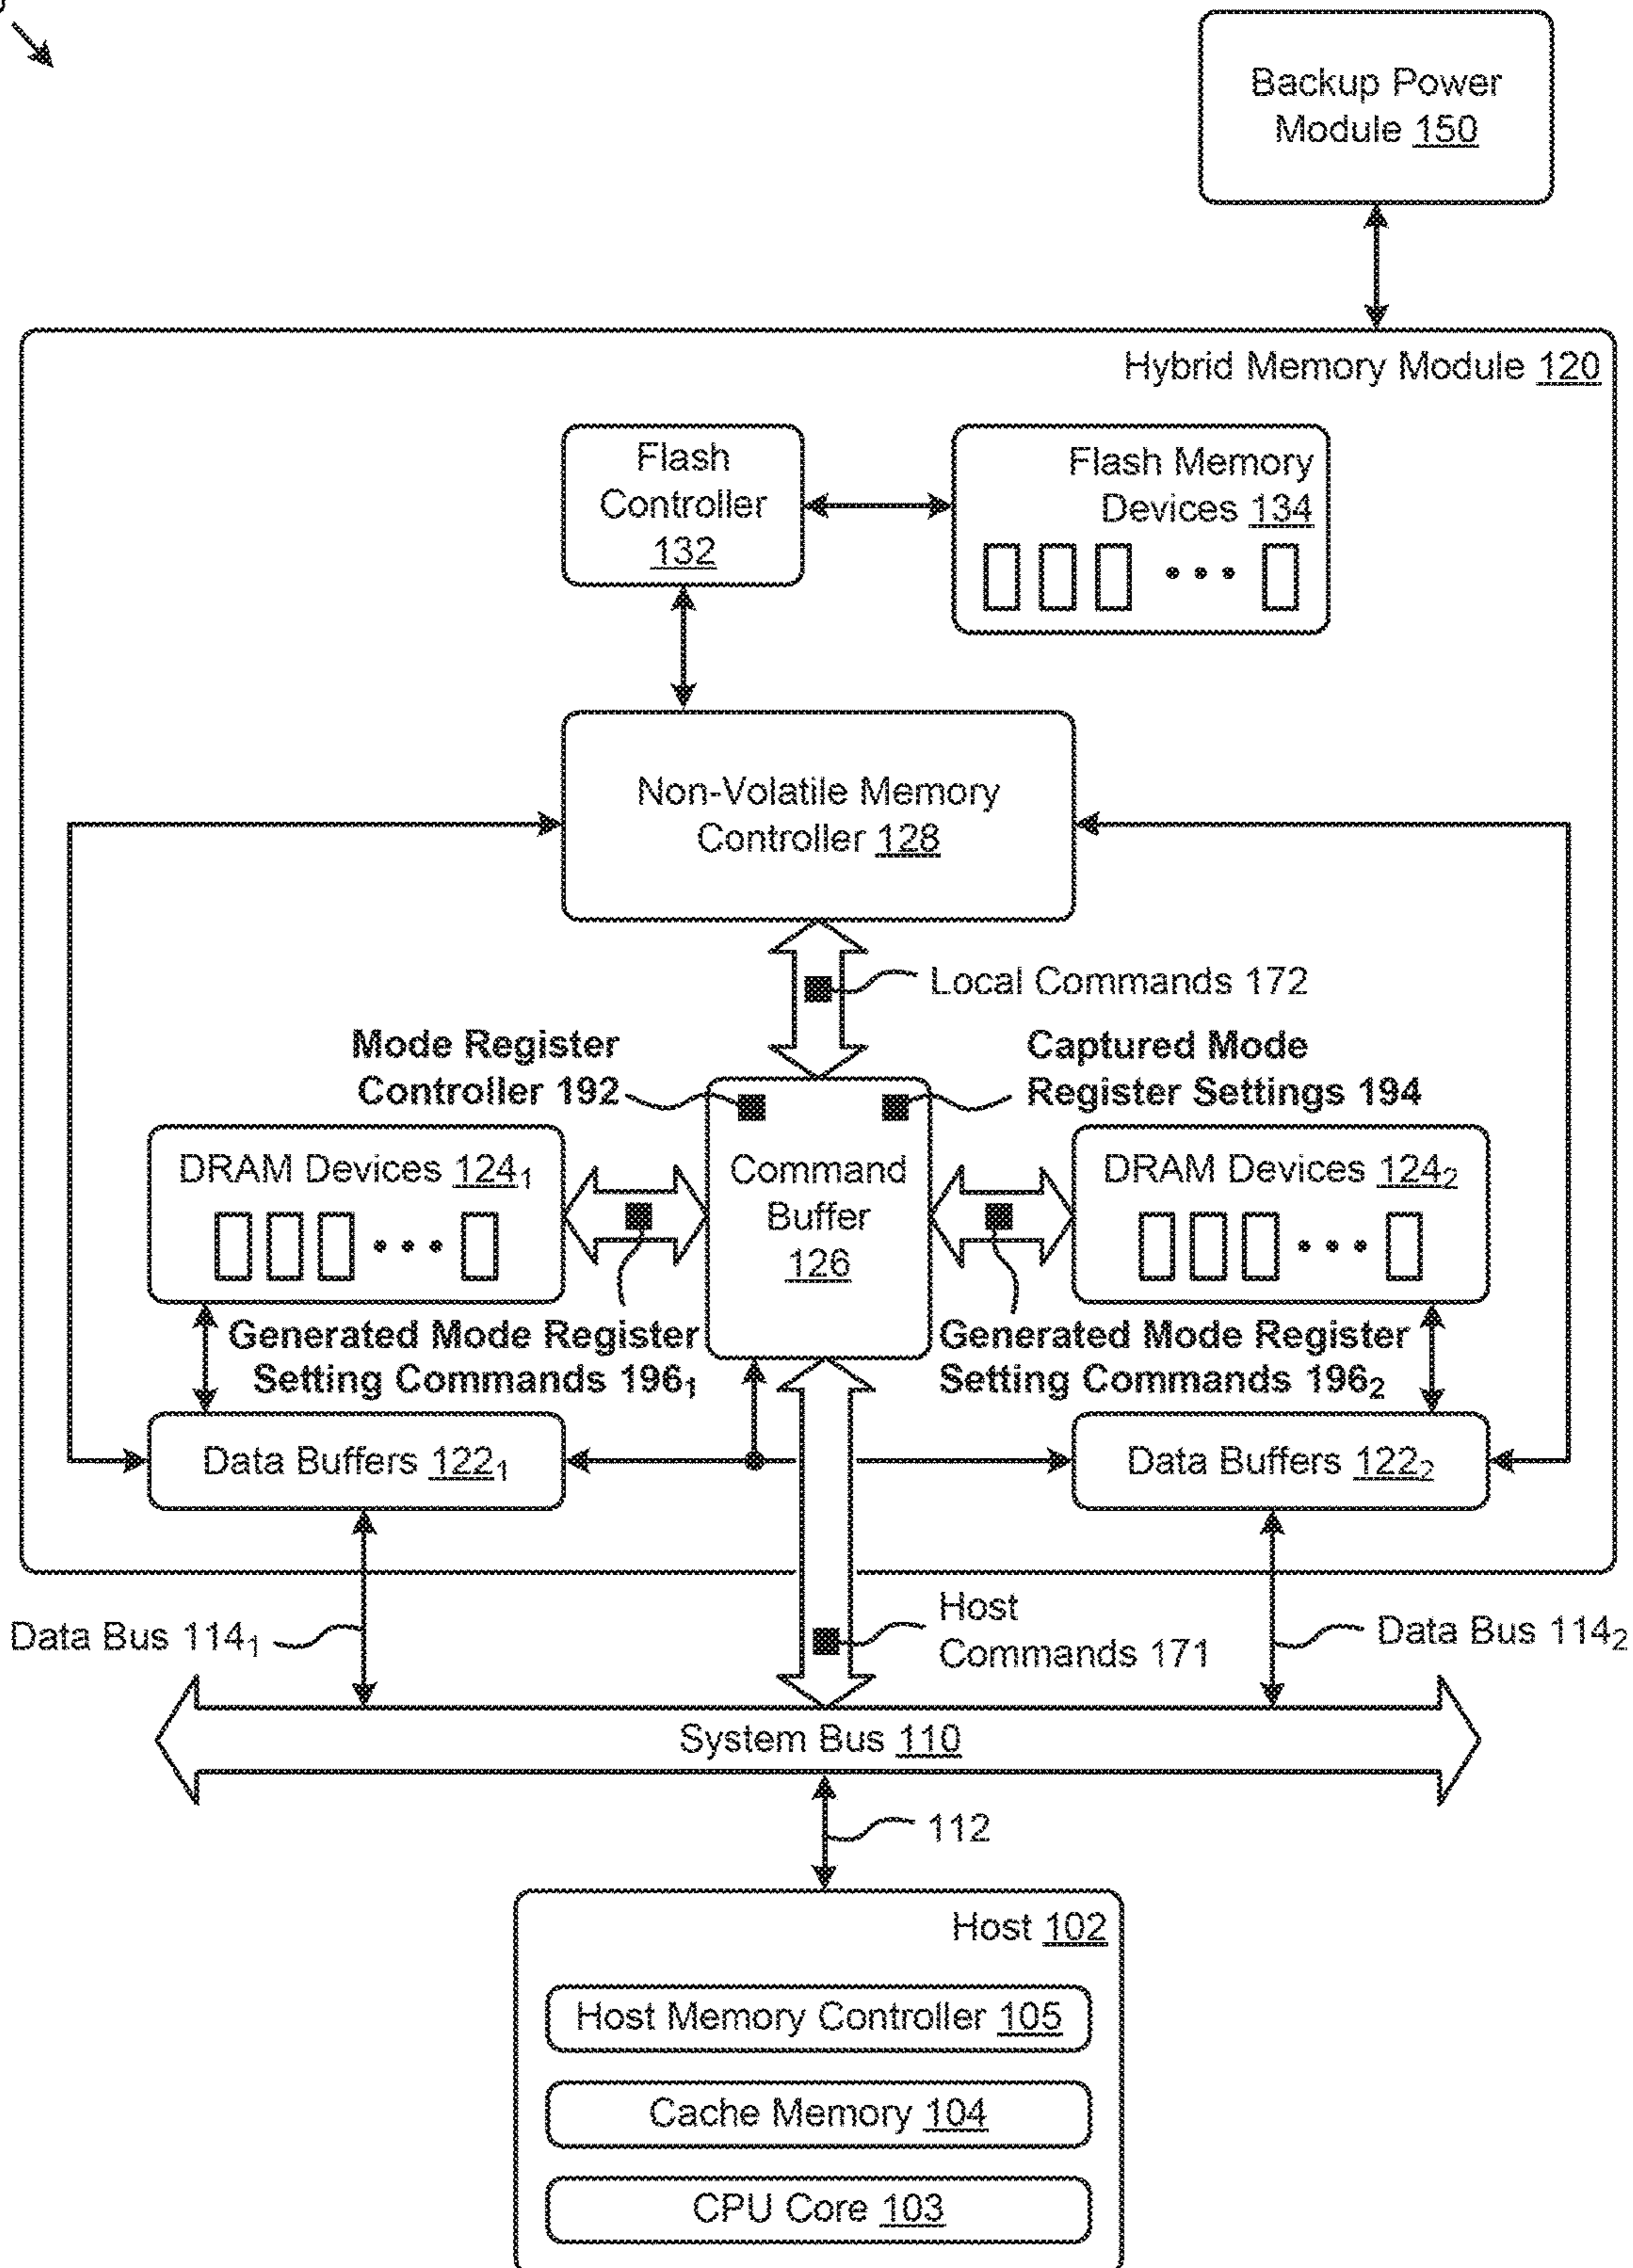 Backup Power
Module 150
Hybrid Memory Module 120
Flash
Controller
132
Flash Memory
Devices 134
Non-Volatile Memory
Controller 128
Local Commands 172
Mode Register
Controller 192
Captured Mode
Register Settings 194
DRAM Devices 124₁
Command
Buffer
126
DRAM Devices 124₂
Generated Mode Register
Setting Commands 196₁
Generated Mode Register
Setting Commands 196₂
Data Buffers 122₁
Data Buffers 122₂
Data Bus 114₁
Host
Commands 171
Data Bus 114₂
System Bus 110
112
Host 102
Host Memory Controller 105
Cache Memory 104
CPU Core 103